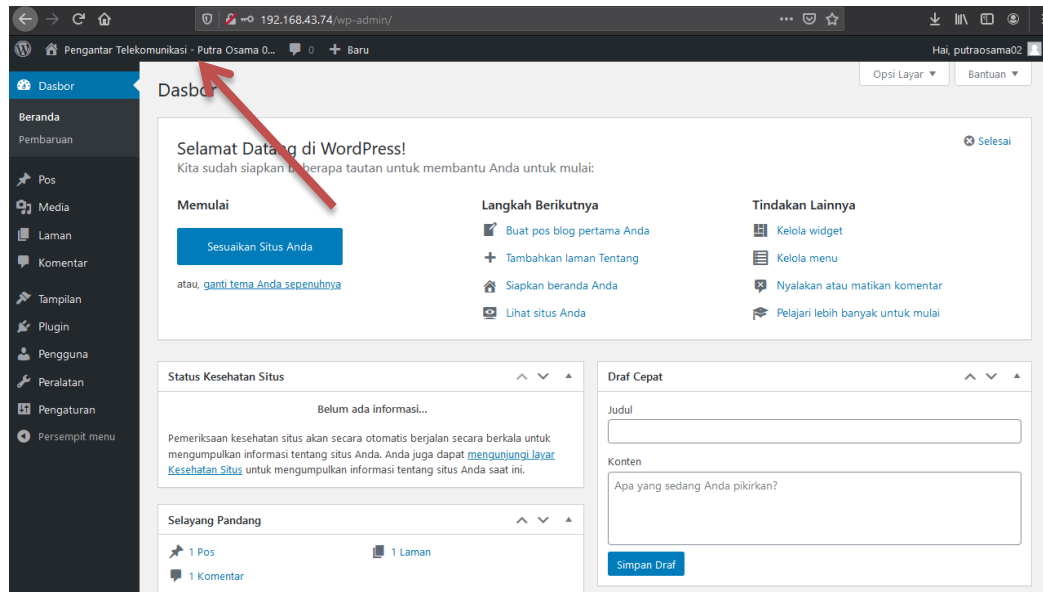 192.168.43.74/wp-admin/
Pengantar Telekomunikasi - Putra Osama 0... 0 + Baru
Hai, putraosama02
Opsi Layar ▼ Bantuan ▼
Dasbor
Beranda
Pembaruan
Pos
Media
Laman
Komentar
Tampilan
Plugin
Pengguna
Peralatan
Pengaturan
Persempit menu
Dasbor
Selamat Datang di WordPress!
Selesai
Kita sudah siapkan beberapa tautan untuk membantu Anda untuk mulai:
Memulai
Sesuaikan Situs Anda
atau, ganti tema Anda sepenuhnya
Langkah Berikutnya
Buat pos blog pertama Anda
Tambahkan laman Tentang
Siapkan beranda Anda
Lihat situs Anda
Tindakan Lainnya
Kelola widget
Kelola menu
Nyalakan atau matikan komentar
Pelajari lebih banyak untuk mulai
Status Kesehatan Situs
Belum ada informasi...
Pemeriksaan kesehatan situs akan secara otomatis berjalan secara berkala untuk
mengumpulkan informasi tentang situs Anda. Anda juga dapat mengunjungi layar
Kesehatan Situs untuk mengumpulkan informasi tentang situs Anda saat ini.
Selayang Pandang
1 Pos
1 Laman
1 Komentar
Draf Cepat
Judul
Konten
Apa yang sedang Anda pikirkan?
Simpan Draf